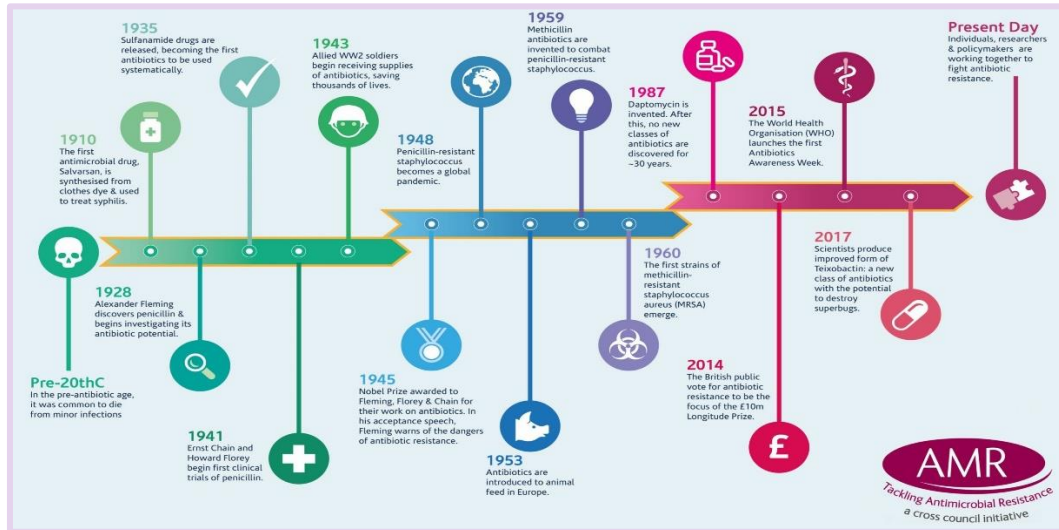 Pre-20thC
In the pre-antibiotic age,
it was common to die
from minor infections
1910
The first
antimicrobial drug,
Salvarsan, is
synthesised from
clothes dye & used
to treat syphilis.
1928
Alexander Fleming
discovers penicillin &
begins investigating its
antibiotic potential.
1935
Sulfanamide drugs are
released, becoming the first
antibiotics to be used
systematically.
1941
Ernst Chain and
Howard Florey
begin first clinical
trials of penicillin.
1943
Allied WW2 soldiers
begin receiving supplies
of antibiotics, saving
thousands of lives.
1945
Nobel Prize awarded to
Fleming, Florey & Chain for
their work on antibiotics. In
his acceptance speech,
Fleming warns of the dangers
of antibiotic resistance.
1948
Penicillin-resistant
staphylococcus
becomes a global
pandemic.
1953
Antibiotics are
introduced to animal
feed in Europe.
1959
Methicillin
antibiotics are
invented to combat
penicillin-resistant
staphylococcus.
1960
The first strains of
methicillin-
resistant
staphylococcus
aureus (MRSA)
emerge.
1987
Daptomycin is
invented. After
this, no new
classes of
antibiotics are
discovered for
~30 years.
2014
The British public
vote for antibiotic
resistance to be the
focus of the £10m
Longitude Prize.
£
2015
The World Health
Organisation (WHO)
launches the first
Antibiotics
Awareness Week.
2017
Scientists produce
improved form of
Teixobactin: a new
class of antibiotics
with the potential
to destroy
superbugs.
Present Day
Individuals, researchers
& policymakers are
working together to
fight antibiotic
resistance.
AMR
Tackling Antimicrobial Resistance
a cross council initiative